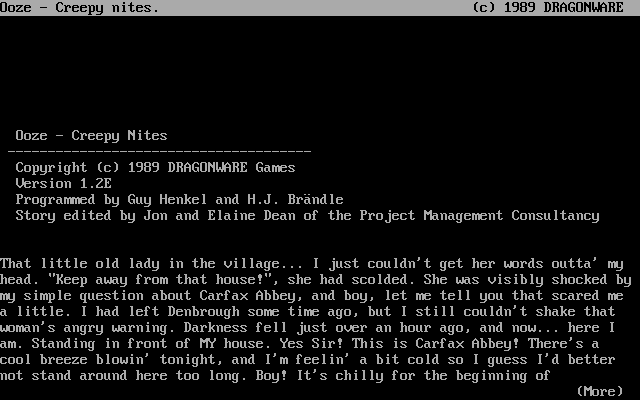 Ooze - Creepy nites. (c) 1989 DRAGONWARE
Ooze - Creepy Nites
--------------------------------------
Copyright (c) 1989 DRAGONWARE Games
Version 1.2E
Programmed by Guy Henkel and H.J. Brändle
Story edited by Jon and Elaine Dean of the Project Management Consultancy
That little old lady in the village... I just couldn't get her words outta' my
head. "Keep away from that house!", she had scolded. She was visibly shocked by
my simple question about Carfax Abbey, and boy, let me tell you that scared me
a little. I had left Denbrough some time ago, but I still couldn't shake that
woman's angry warning. Darkness fell just over an hour ago, and now... here I
am. Standing in front of MY house. Yes Sir! This is Carfax Abbey! There's a
cool breeze blowin' tonight, and I'm feelin' a bit cold so I guess I'd better
not stand around here too long. Boy! It's chilly for the beginning of
(More)